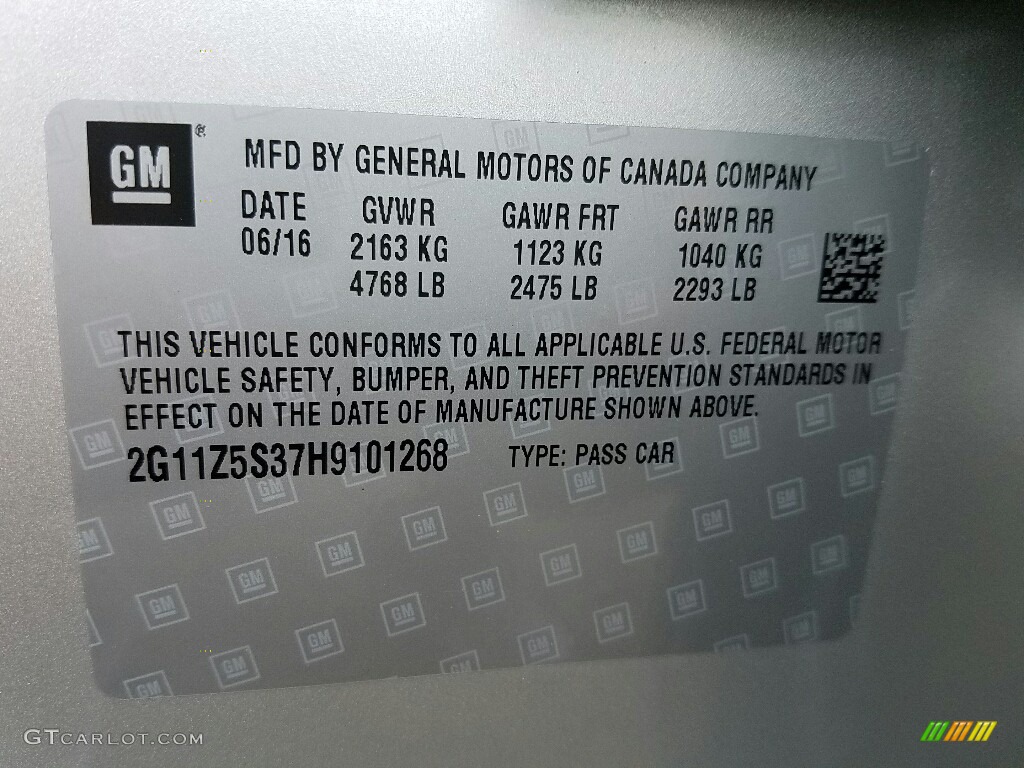 GM ®
MFD BY GENERAL MOTORS OF CANADA COMPANY
DATE GVWR GAWR FRT GAWR RR
06/16 2163 KG 1123 KG 1040 KG
4768 LB 2475 LB 2293 LB
THIS VEHICLE CONFORMS TO ALL APPLICABLE U.S. FEDERAL MOTOR
VEHICLE SAFETY, BUMPER, AND THEFT PREVENTION STANDARDS IN
EFFECT ON THE DATE OF MANUFACTURE SHOWN ABOVE.
2G11Z5S37H9101268 TYPE: PASS CAR
GTCARLOT.COM